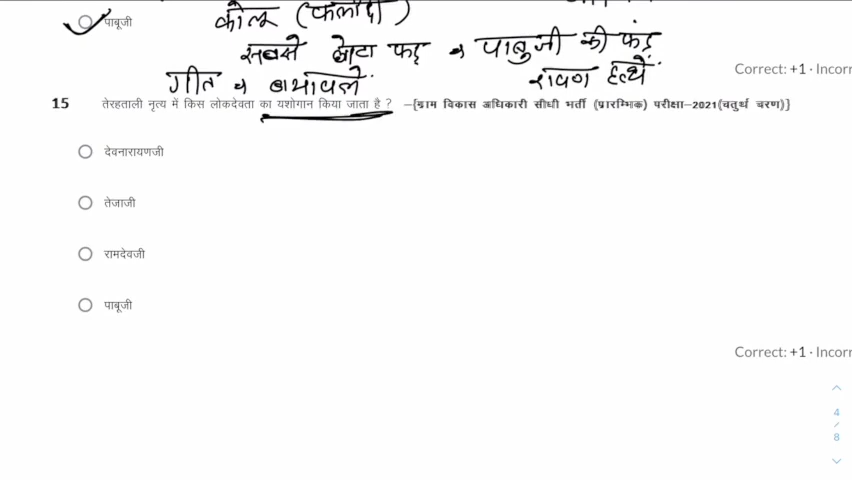 कोलू (फलौदी)
पाबूजी
सबसे छोटा फड़ → पाबुजी की फड़
गीत → रावण हत्थें
Correct: +1 · Incorr
15 तेरहताली नृत्य में किस लोकदेवता का यशोगान किया जाता है ? –{ग्राम विकास अधिकारी सीधी भर्ती (प्रारम्भिक) परीक्षा–2021(चतुर्थ चरण)}
देवनारायणजी
तेजाजी
रामदेवजी
पाबूजी
Correct: +1 · Incorr
4
/
8